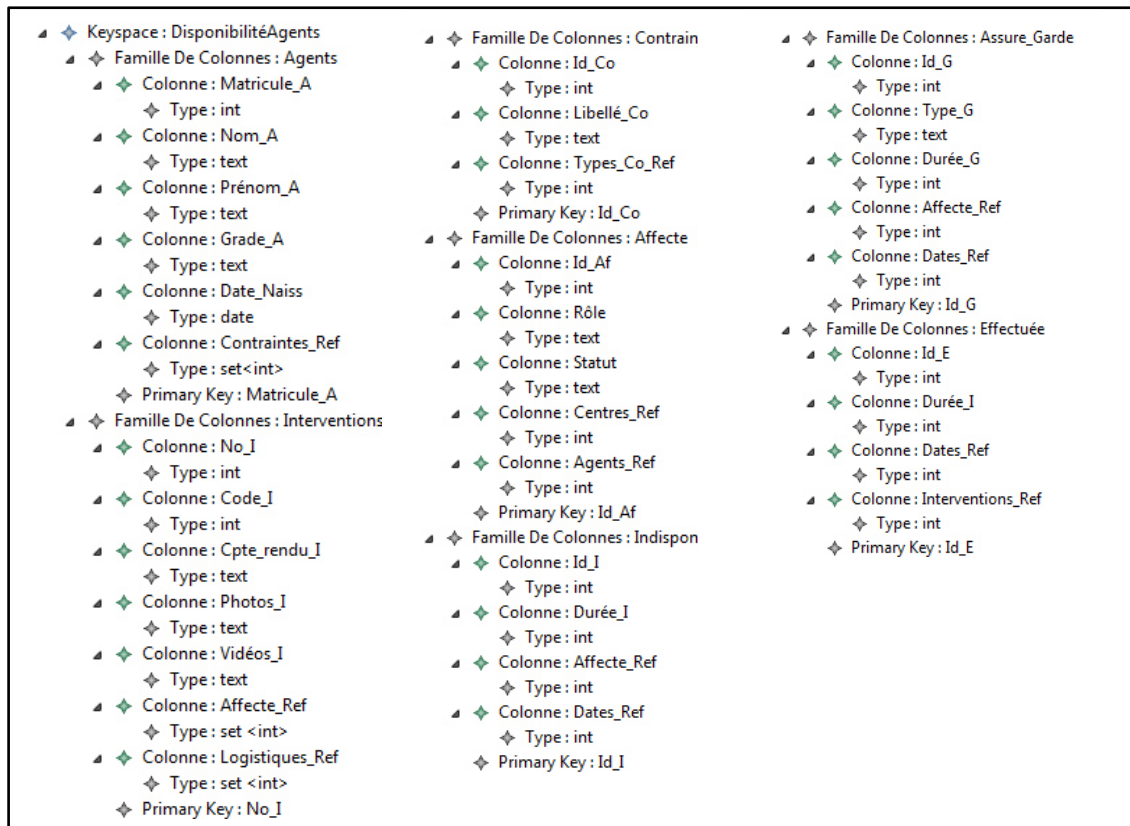 Keyspace : DisponibilitéAgents
Famille De Colonnes : Agents
Colonne : Matricule_A
Type : int
Colonne : Nom_A
Type : text
Colonne : Prénom_A
Type : text
Colonne : Grade_A
Type : text
Colonne : Date_Naiss
Type : date
Colonne : Contraintes_Ref
Type : set<int>
Primary Key : Matricule_A
Famille De Colonnes : Interventions
Colonne : No_I
Type : int
Colonne : Code_I
Type : int
Colonne : Cpte_rendu_I
Type : text
Colonne : Photos_I
Type : text
Colonne : Vidéos_I
Type : text
Colonne : Affecte_Ref
Type : set <int>
Colonne : Logistiques_Ref
Type : set <int>
Primary Key : No_I
Famille De Colonnes : Contrain
Colonne : Id_Co
Type : int
Colonne : Libellé_Co
Type : text
Colonne : Types_Co_Ref
Type : int
Primary Key : Id_Co
Famille De Colonnes : Affecte
Colonne : Id_Af
Type : int
Colonne : Rôle
Type : text
Colonne : Statut
Type : text
Colonne : Centres_Ref
Type : int
Colonne : Agents_Ref
Type : int
Primary Key : Id_Af
Famille De Colonnes : Indispon
Colonne : Id_I
Type : int
Colonne : Durée_I
Type : int
Colonne : Affecte_Ref
Type : int
Colonne : Dates_Ref
Type : int
Primary Key : Id_I
Famille De Colonnes : Assure_Garde
Colonne : Id_G
Type : int
Colonne : Type_G
Type : text
Colonne : Durée_G
Type : int
Colonne : Affecte_Ref
Type : int
Colonne : Dates_Ref
Type : int
Primary Key : Id_G
Famille De Colonnes : Effectuée
Colonne : Id_E
Type : int
Colonne : Durée_I
Type : int
Colonne : Dates_Ref
Type : int
Colonne : Interventions_Ref
Type : int
Primary Key : Id_E